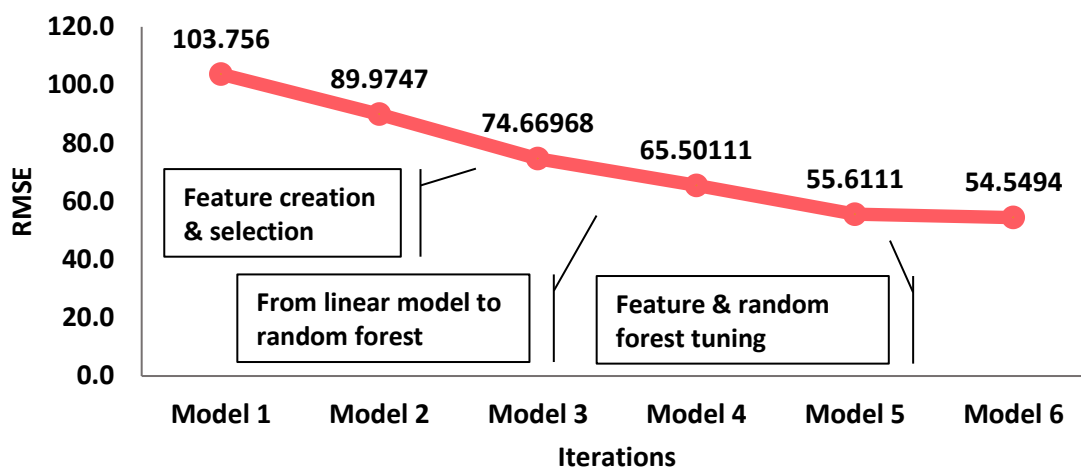 120.0
100.0
80.0
60.0
40.0
20.0
0.0
RMSE
103.756
89.9747
74.66968
65.50111
55.6111
54.5494
Feature creation
& selection
From linear model to
random forest
Feature & random
forest tuning
Model 1
Model 2
Model 3
Model 4
Model 5
Model 6
Iterations